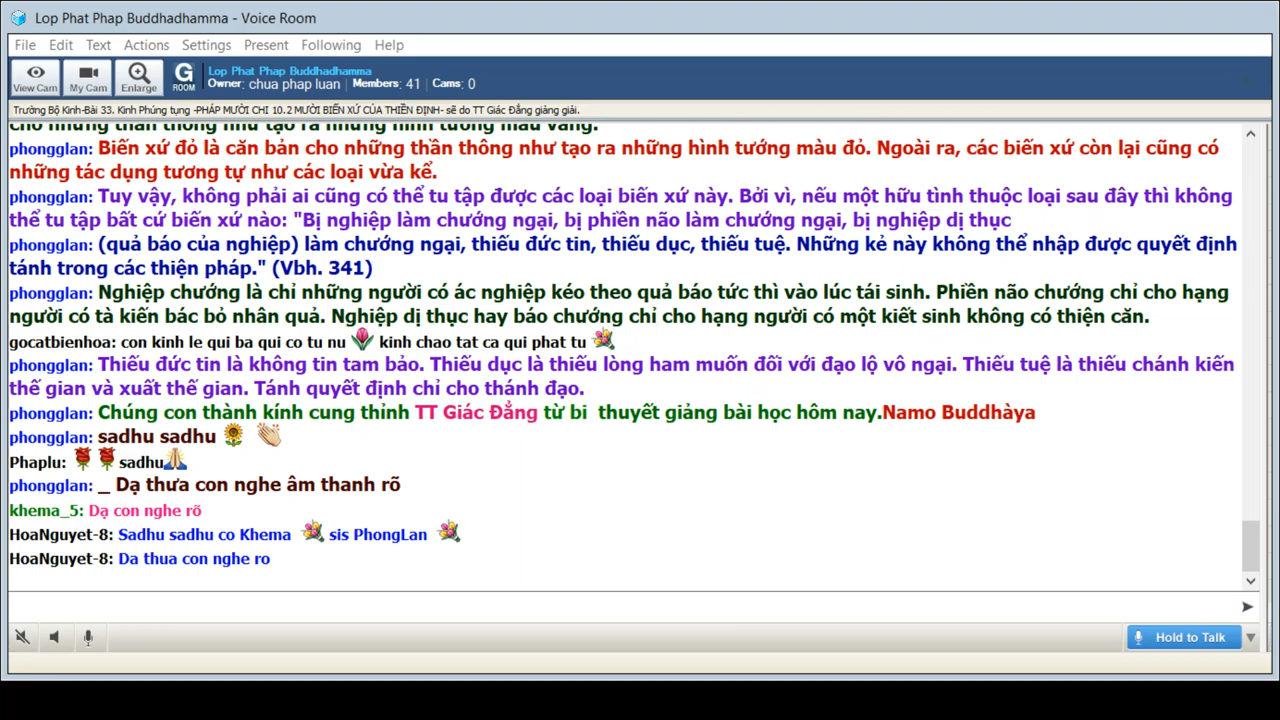 Lop Phat Phap Buddhadhamma - Voice Room
File Edit Text Actions Settings Present Following Help
View Cam My Cam Enlarge G ROOM Lop Phat Phap Buddhadhamma
Owner: chua phap luan | Members: 41 | Cams: 0
Trường Bộ Kinh-Bài 33. Kinh Phúng tụng -PHÁP MƯỜI CHI 10.2 MƯỜI BIẾN XỨ CỦA THIỀN ĐỊNH- sẽ do TT Giác Đẳng giảng giải.
cho những thần thông như tạo ra những hình tướng màu vàng.
phongglan: Biến xứ đỏ là căn bản cho những thần thông như tạo ra những hình tướng màu đỏ. Ngoài ra, các biến xứ còn lại cũng có
những tác dụng tương tự như các loại vừa kể.
phongglan: Tuy vậy, không phải ai cũng có thể tu tập được các loại biến xứ này. Bởi vì, nếu một hữu tình thuộc loại sau đây thì không
thể tu tập bất cứ biến xứ nào: "Bị nghiệp làm chướng ngại, bị phiền não làm chướng ngại, bị nghiệp dị thục
phongglan: (quả báo của nghiệp) làm chướng ngại, thiếu đức tin, thiếu dục, thiếu tuệ. Những kẻ này không thể nhập được quyết định
tánh trong các thiện pháp." (Vbh. 341)
phongglan: Nghiệp chướng là chỉ những người có ác nghiệp kéo theo quả báo tức thì vào lúc tái sinh. Phiền não chướng chỉ cho hạng
người có tà kiến bác bỏ nhân quả. Nghiệp dị thục hay báo chướng chỉ cho hạng người có một kiết sinh không có thiện căn.
gocatbienhoa: con kinh le qui ba qui co tu nu kinh chao tat ca qui phat tu
phongglan: Thiếu đức tin là không tin tam bảo. Thiếu dục là thiếu lòng ham muốn đối với đạo lộ vô ngại. Thiếu tuệ là thiếu chánh kiến
thế gian và xuất thế gian. Tánh quyết định chỉ cho thánh đạo.
phongglan: Chúng con thành kính cung thỉnh TT Giác Đẳng từ bi thuyết giảng bài học hôm nay.Namo Buddhàya
phongglan: sadhu sadhu
Phaplu: sadhu
phongglan: _ Dạ thưa con nghe âm thanh rõ
khema_5: Dạ con nghe rõ
HoaNguyet-8: Sadhu sadhu co Khema sis PhongLan
HoaNguyet-8: Da thua con nghe ro
Hold to Talk